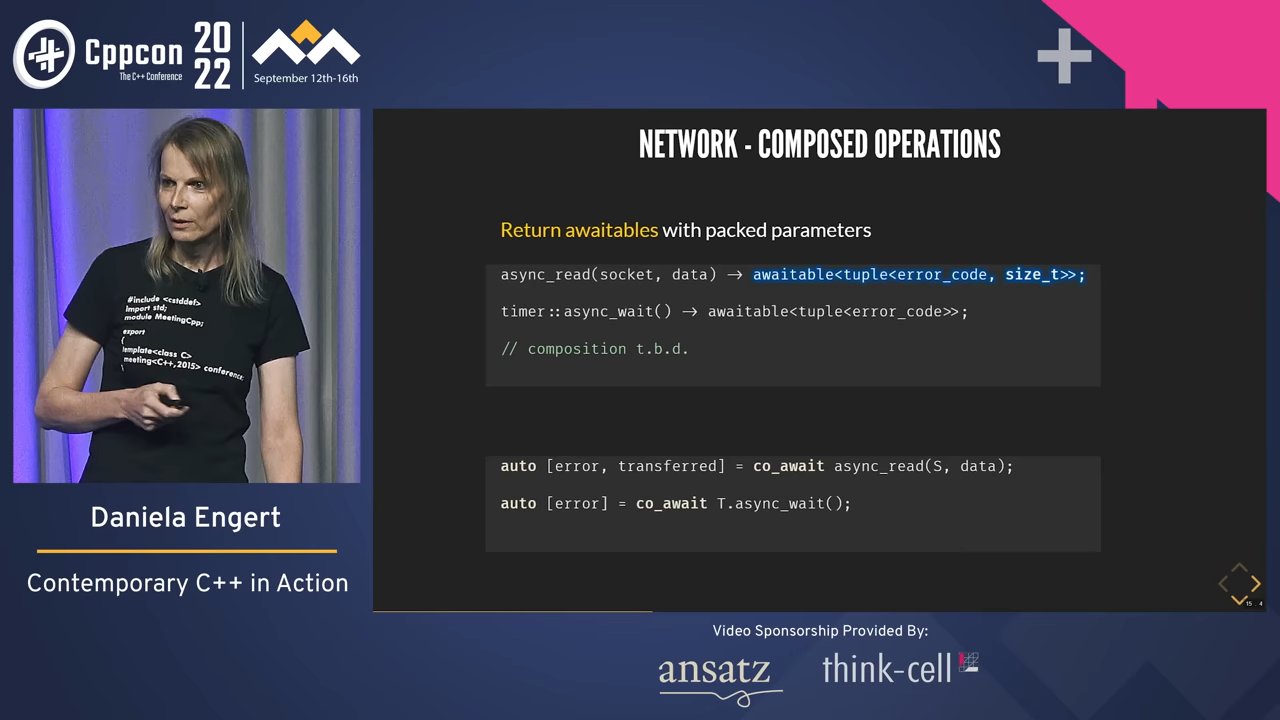 Cppcon
The C++ Conference
20
22
September 12th-16th
#include <cstddef>
import std;
module MeetingCpp;
export
{
template<class C>
meeting<C++,2015> conference;
}
Daniela Engert
Contemporary C++ in Action
NETWORK - COMPOSED OPERATIONS
Return awaitables with packed parameters
async_read(socket, data) → awaitable<tuple<error_code, size_t>>;
timer::async_wait() → awaitable<tuple<error_code>>;
// composition t.b.d.
auto [error, transferred] = co_await async_read(S, data);
auto [error] = co_await T.async_wait();
15.4
Video Sponsorship Provided By:
ansatz
think-cell